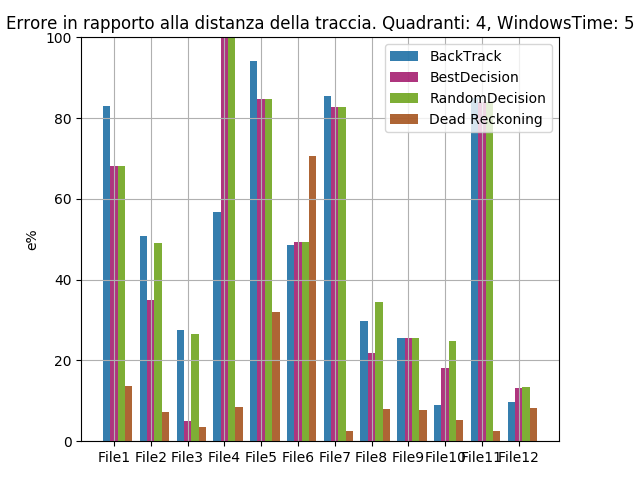 Errore in rapporto alla distanza della traccia. Quadranti: 4, WindowsTime: 5
100
80
60
40
20
0
e%
BackTrack
BestDecision
RandomDecision
Dead Reckoning
File1 File2 File3 File4 File5 File6 File7 File8 File9 File10 File11 File12